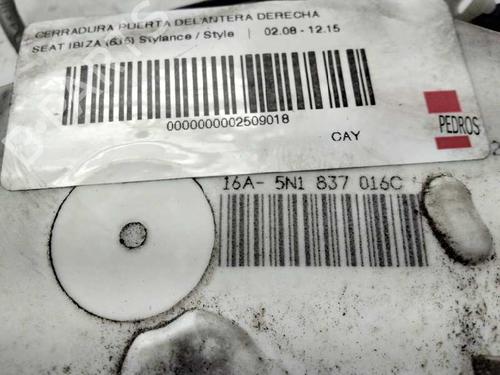 CERRADURA PUERTA DELANTERA DERECHA
SEAT IBIZA (6J5) Stylance / Style | 02.08 - 12.15
0000000002509018
CAY
PEDROS
16A- 5N1 837 016C